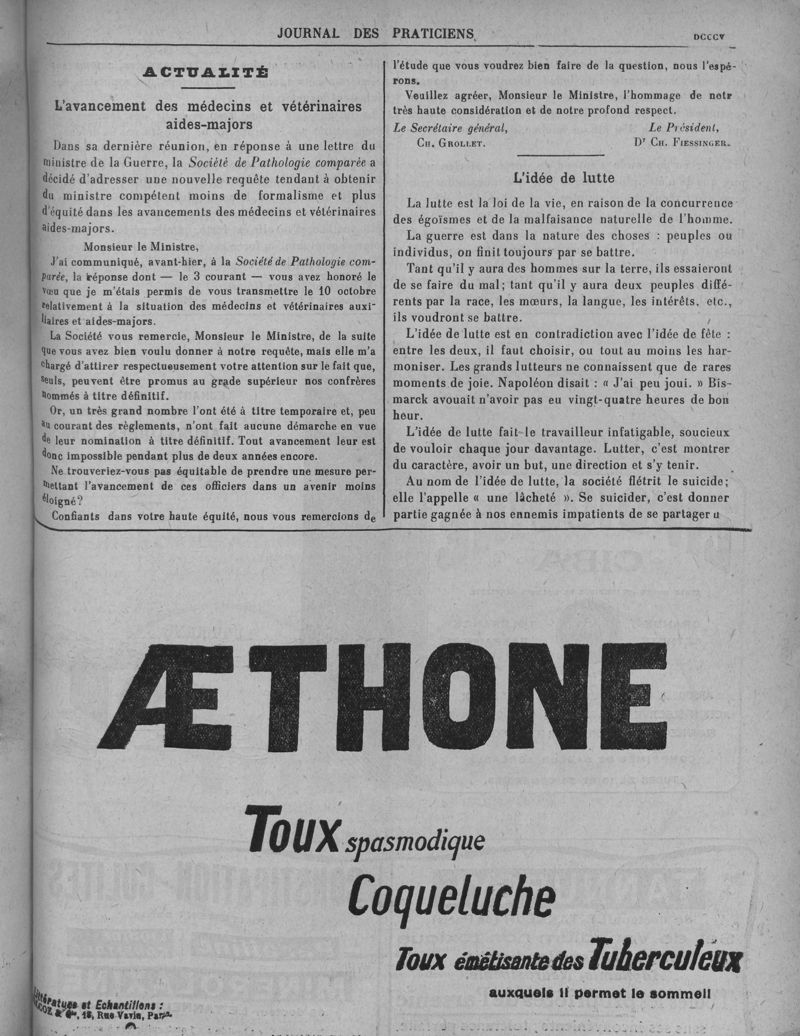 JOURNAL DES PRATICIENS
DCCCV
ACTUALITÉ
L'avancement des médecins et vétérinaires
aides-majors
Dans sa dernière réunion, en réponse à une lettre du
ministre de la Guerre, la Société de Pathologie comparée a
décidé d'adresser une nouvelle requête tendant à obtenir
du ministre compétent moins de formalisme et plus
d'équité dans les avancements des médecins et vétérinaires
aides-majors.
Monsieur le Ministre,
J'ai communiqué, avant-hier, à la Société de Pathologie com-
parée, la réponse dont — le 3 courant — vous avez honoré le
vœu que je m'étais permis de vous transmettre le 10 octobre
relativement à la situation des médecins et vétérinaires auxi-
liaires et aides-majors.
La Société vous remercie, Monsieur le Ministre, de la suite
que vous avez bien voulu donner à notre requête, mais elle m'a
chargé d'attirer respectueusement votre attention sur le fait que,
seuls, peuvent être promus au grade supérieur nos confrères
nommés à titre définitif.
Or, un très grand nombre l'ont été à titre temporaire et, peu
au courant des règlements, n'ont fait aucune démarche en vue
de leur nomination à titre définitif. Tout avancement leur est
donc impossible pendant plus de deux années encore.
Ne trouveriez-vous pas équitable de prendre une mesure per-
mettant l'avancement de ces officiers dans un avenir moins
éloigné?
Confiants dans votre haute équité, nous vous remercions de
l'étude que vous voudrez bien faire de la question, nous l'espé-
rons.
Veuillez agréer, Monsieur le Ministre, l'hommage de notr
très haute considération et de notre profond respect.
Le Secrétaire général, Le Président,
CH. GROLLET. Dr CH. FIESSINGER.
L'idée de lutte
La lutte est la loi de la vie, en raison de la concurrence
des égoïsmes et de la malfaisance naturelle de l'homme.
La guerre est dans la nature des choses : peuples ou
individus, on finit toujours par se battre.
Tant qu'il y aura des hommes sur la terre, ils essaieront
de se faire du mal; tant qu'il y aura deux peuples diffé-
rents par la race, les mœurs, la langue, les intérêts, etc.,
ils voudront se battre.
L'idée de lutte est en contradiction avec l'idée de fête :
entre les deux, il faut choisir, ou tout au moins les har-
moniser. Les grands lutteurs ne connaissent que de rares
moments de joie. Napoléon disait : « J'ai peu joui. » Bis-
marck avouait n'avoir pas eu vingt-quatre heures de bon
heur.
L'idée de lutte fait le travailleur infatigable, soucieux
de vouloir chaque jour davantage. Lutter, c'est montrer
du caractère, avoir un but, une direction et s'y tenir.
Au nom de l'idée de lutte, la société flétrit le suicide;
elle l'appelle « une lâcheté ». Se suicider, c'est donner
partie gagnée à nos ennemis impatients de se partager u
ÆTHONE
Toux spasmodique
Coqueluche
Toux émétisante des Tuberculeux
auxquels il permet le sommeil
et Echantillons :
18, Rue Vavin, Paris.